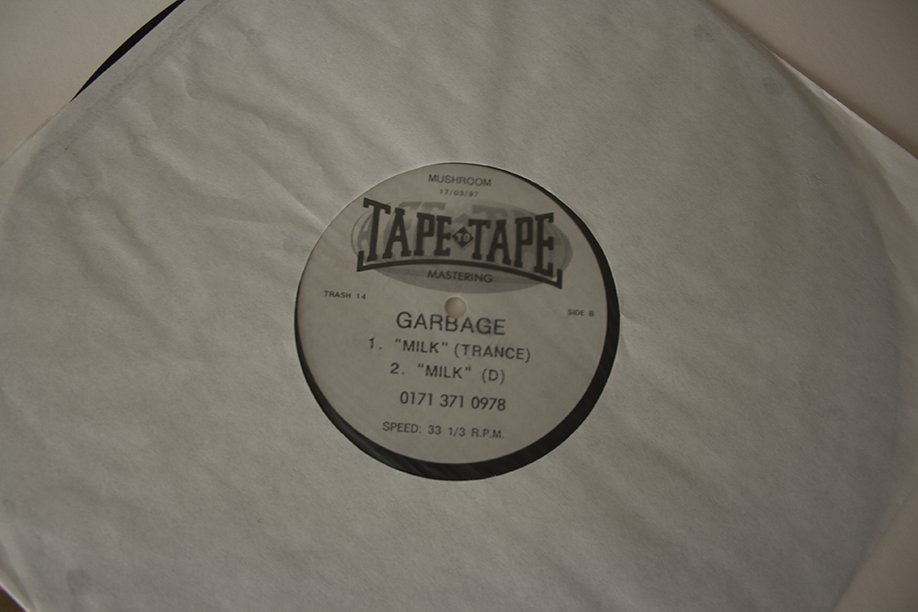 MUSHROOM
17/03/97
TAPE TO TAPE
MASTERING
TRASH 14
SIDE B
GARBAGE
1. "MILK" (TRANCE)
2. "MILK" (D)
0171 371 0978
SPEED: 33 1/3 R.P.M.